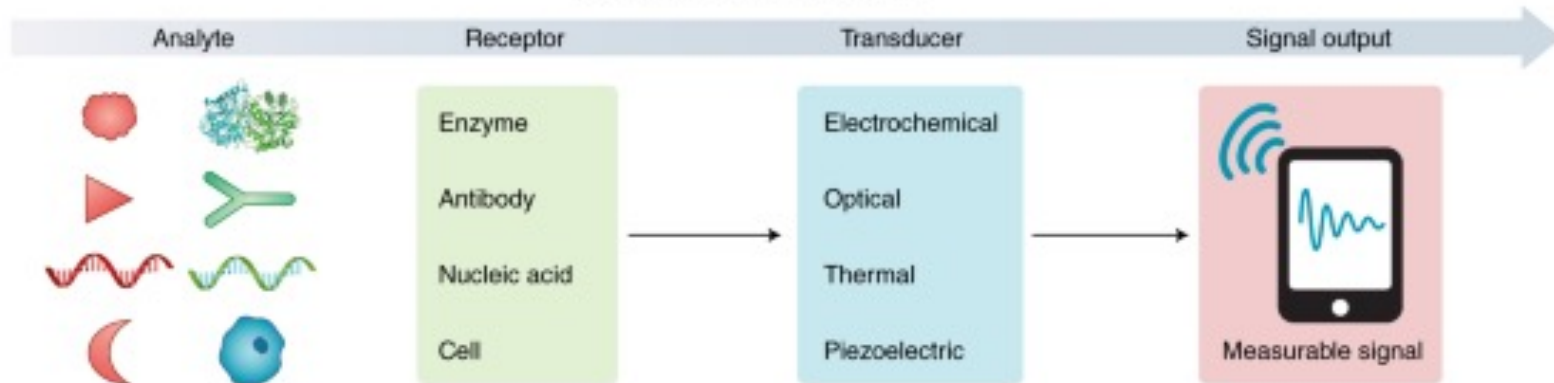 Analyte Receptor Transducer Signal output
Enzyme
Antibody
Nucleic acid
Cell
Electrochemical
Optical
Thermal
Piezoelectric
Measurable signal